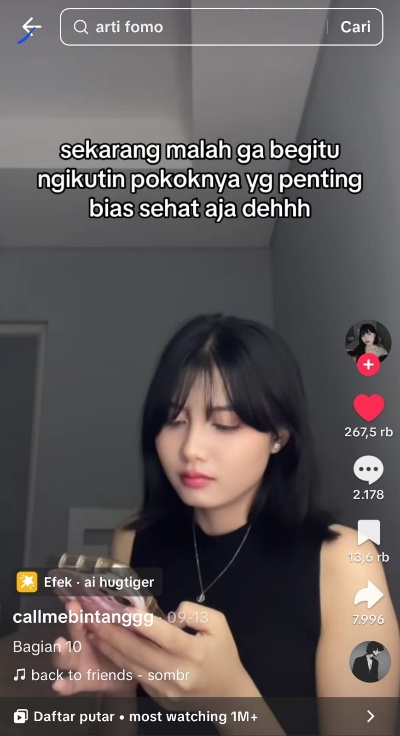 arti fomo
Cari
sekarang malah ga begitu
ngikutin pokoknya yg penting
bias sehat aja dehhh
267,5 rb
2.178
13,6 rb
7.996
Efek · ai hugtiger
callmebintanggg · 09-13
Bagian 10
back to friends - sombr
Daftar putar • most watching 1M+